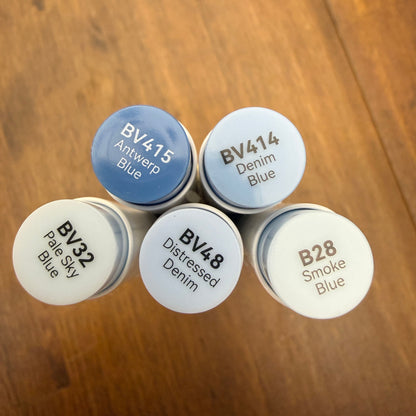 BV415
Antwerp
Blue
BV414
Denim
Blue
BV32
Pale Sky
Blue
BV48
Distressed
Denim
B28
Smoke
Blue